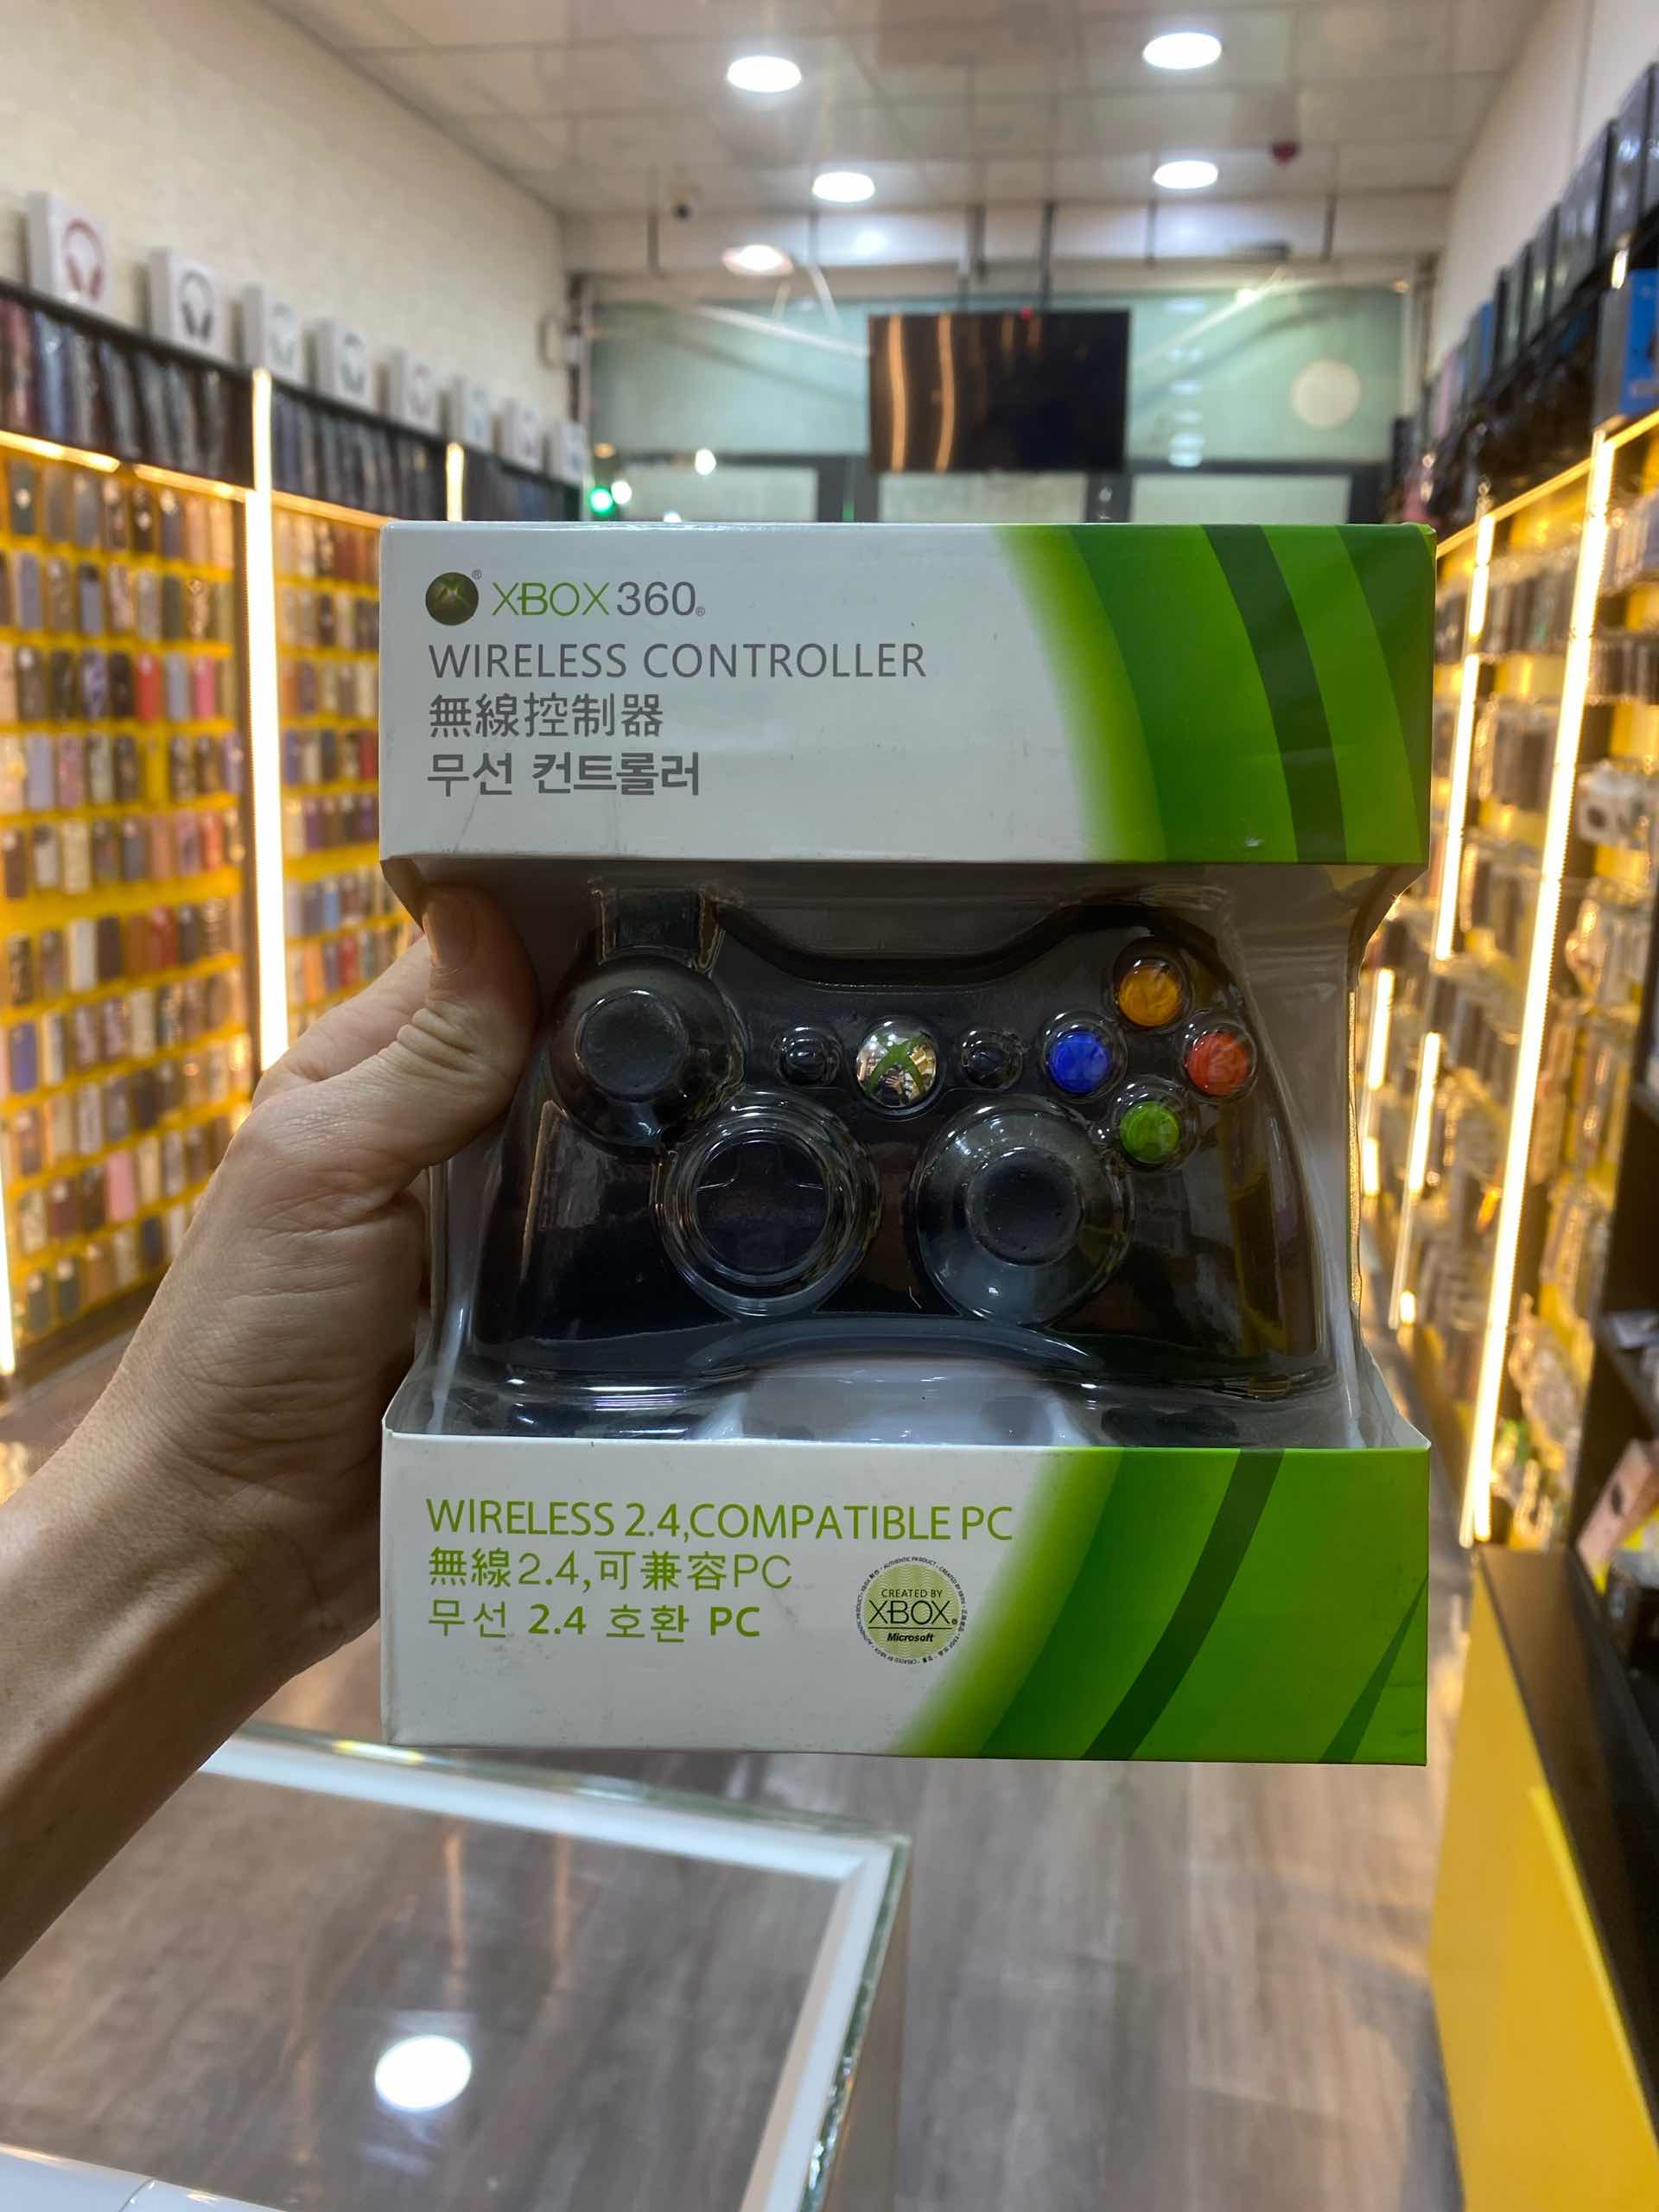 XBOX 360®
WIRELESS CONTROLLER
無線控制器
무선 컨트롤러
WIRELESS 2.4,COMPATIBLE PC
無線2.4,可兼容PC
무선 2.4 호환 PC
CREATED BY
XBOX®
Microsoft